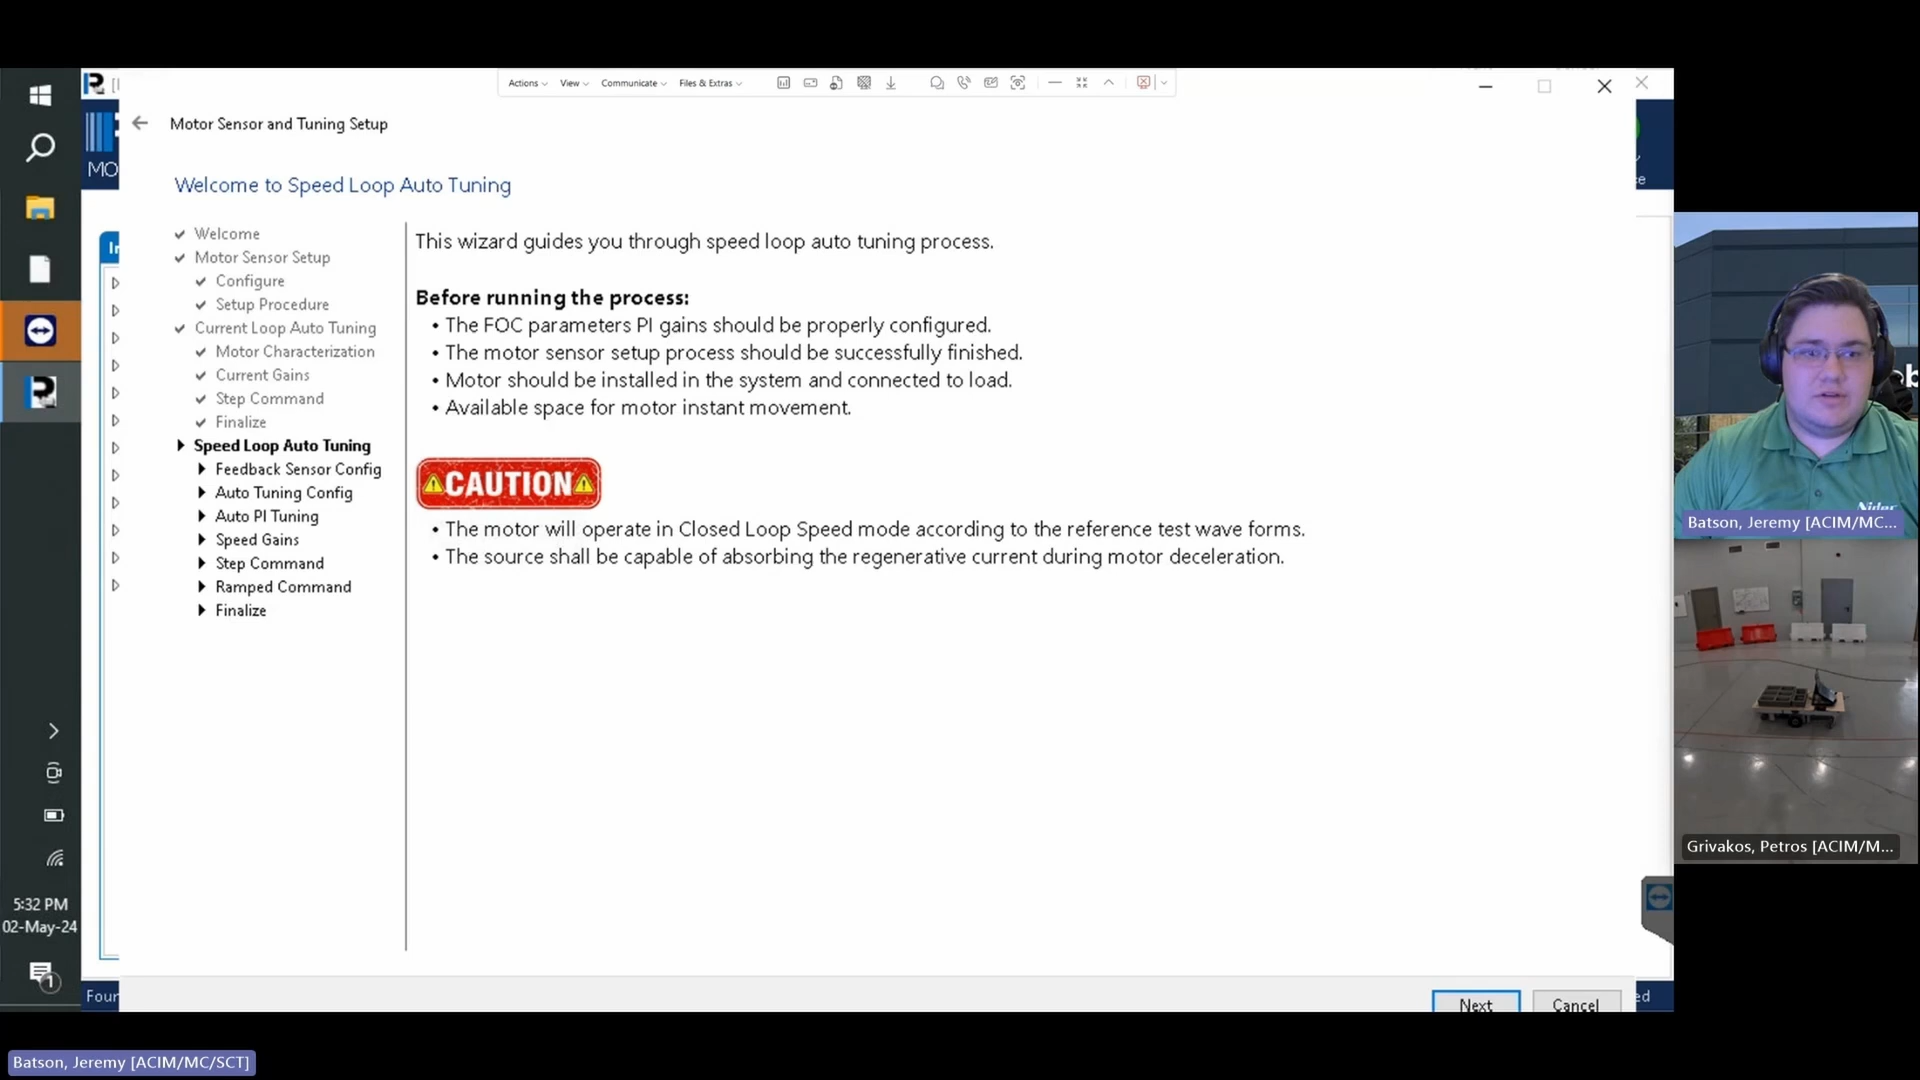 Actions View Communicate Files & Extras
Motor Sensor and Tuning Setup
MO
Welcome to Speed Loop Auto Tuning
Welcome
Motor Sensor Setup
Configure
Setup Procedure
Current Loop Auto Tuning
Motor Characterization
Current Gains
Step Command
Finalize
Speed Loop Auto Tuning
Feedback Sensor Config
Auto Tuning Config
Auto PI Tuning
Speed Gains
Step Command
Ramped Command
Finalize
This wizard guides you through speed loop auto tuning process.
Before running the process:
• The FOC parameters PI gains should be properly configured.
• The motor sensor setup process should be successfully finished.
• Motor should be installed in the system and connected to load.
• Available space for motor instant movement.
CAUTION
• The motor will operate in Closed Loop Speed mode according to the reference test wave forms.
• The source shall be capable of absorbing the regenerative current during motor deceleration.
Next Cancel
Four
ed
5:32 PM
02-May-24
1
Nidec
Batson, Jeremy [ACIM/MC...
Grivakos, Petros [ACIM/M...
Batson, Jeremy [ACIM/MC/SCT]